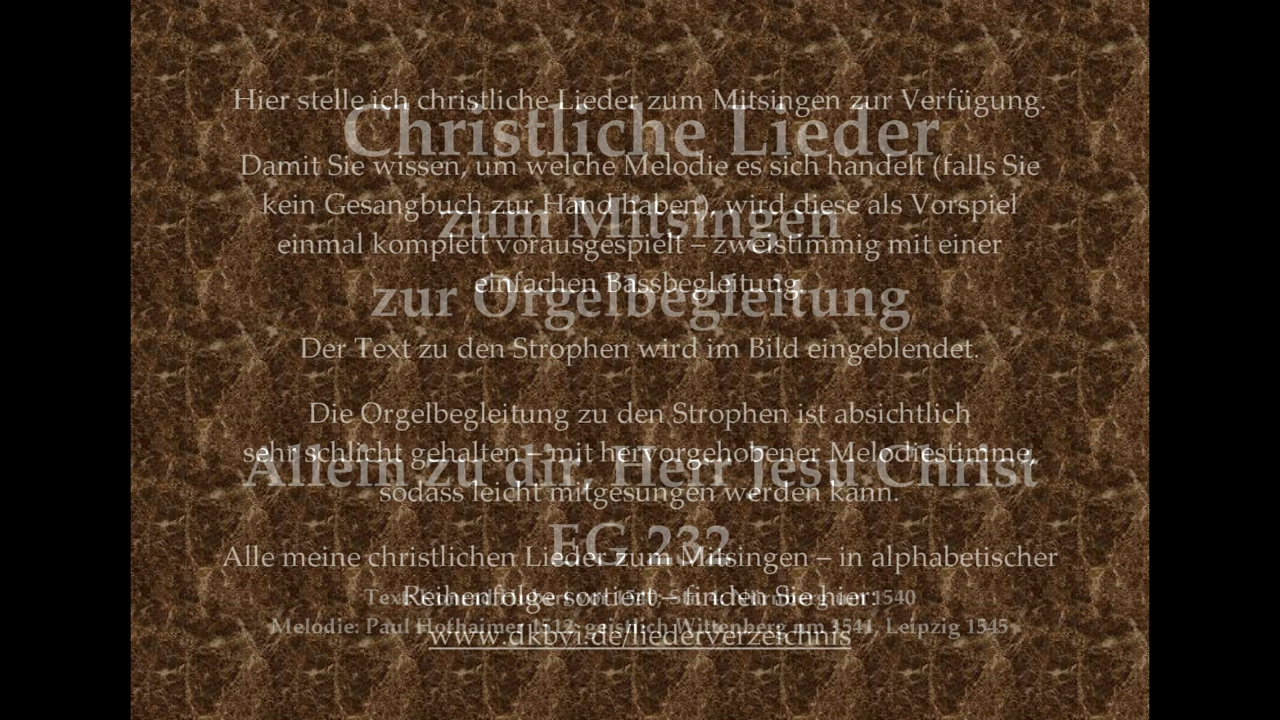 Hier stelle ich christliche Lieder zum Mitsingen zur Verfügung.
Christliche Lieder
Damit Sie wissen, um welche Melodie es sich handelt (falls Sie
kein Gesangbuch zur Hand haben), wird diese als Vorspiel
zum Mitsingen
einmal komplett vorausgespielt – zweistimmig mit einer
einfachen Bassbegleitung.
zur Orgelbegleitung
Der Text zu den Strophen wird im Bild eingeblendet.
Die Orgelbegleitung zu den Strophen ist absichtlich
sehr schlicht gehalten – mit hervorgehobener Melodiestimme,
Allein zu dir, Herr Jesu Christ
sodass leicht mitgesungen werden kann.
EG 232
Alle meine christlichen Lieder zum Mitsingen – in alphabetischer
Reihenfolge sortiert – finden Sie hier:
1540
Melodie: Paul Hofhaimer 1512; geistlich Wittenberg um 1541, Leipzig 1545
www.dkbvi.de/liederverzeichnis